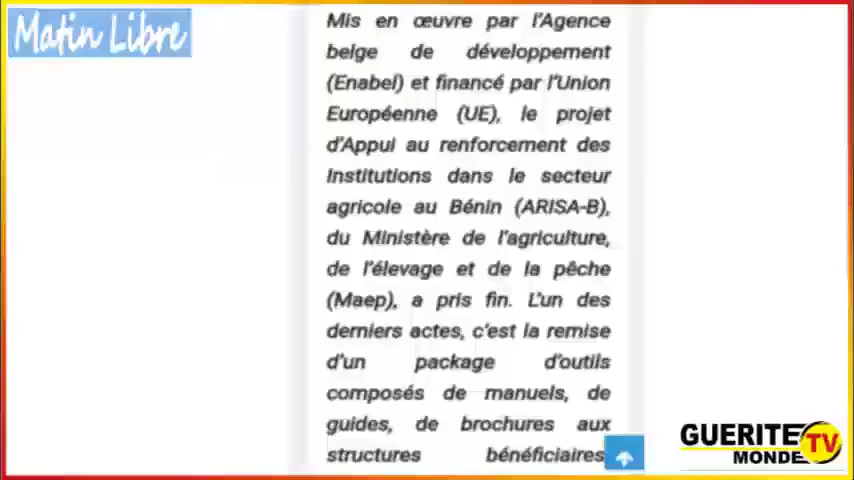 Matin Libre
Mis en œuvre par l'Agence
belge de développement
(Enabel) et financé par l'Union
Européenne (UE), le projet
d'Appui au renforcement des
Institutions dans le secteur
agricole au Bénin (ARISA-B),
du Ministère de l'agriculture,
de l'élevage et de la pêche
(Maep), a pris fin. L'un des
derniers actes, c'est la remise
d'un package d'outils
composés de manuels, de
guides, de brochures aux
structures bénéficiaires
GUERITE TV
MONDE